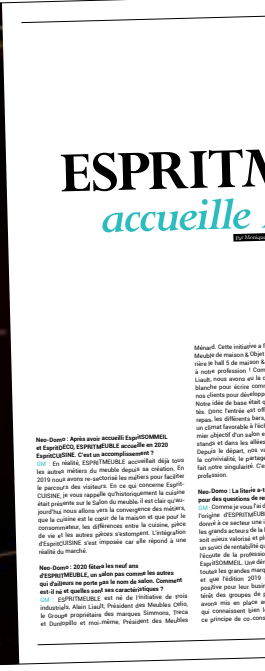 ESPRITM
accueille
Par Monique
Neo-Domo : Après avoir accueilli EspritSOMMEIL
et EspritDÉCO, ESPRITMEUBLE accueille en 2020
EspritCUISINE. C'est un accomplissement ?
GM : En réalité, ESPRITMEUBLE accueillait déjà tous
les autres métiers du meuble depuis sa création. En
2019 nous avons re-sectorisé les métiers pour faciliter
le parcours des visiteurs. En ce qui concerne Esprit-
CUISINE, je vous rappelle qu'historiquement la cuisine
était présente sur le Salon du meuble. Il est clair qu'au-
jourd'hui nous allons vers la convergence des métiers,
que la cuisine est le cœur de la maison et que pour le
consommateur, les différences entre la cuisine, pièce
de vie et les autres pièces s'estompent. L'intégration
d'EspritCUISINE s'est imposée car elle répond à une
réalité du marché.
Neo-Domo : 2020 fêtera les neuf ans
d'ESPRITMEUBLE, un salon pas comme les autres
qui d'ailleurs ne porte pas le nom de salon. Comment
est-il né et quelles sont ses caractéristiques ?
GM : ESPRITMEUBLE est né de l'initiative de trois
industriels, Alain Liault, Président des Meubles Célio,
le Groupe propriétaire des marques Simmons, Treca
et Dunlopillo et moi-même, Président des Meubles
Ménard. Cette initiative a f
Meuble de maison & Objet
rière le hall 5 de maison &
à notre profession ! Com
Liault, nous avons eu la c
blanche pour écrire comm
nos clients pour développ
Notre idée de base était q
tés. Donc l'entrée est off
repas, les différents bars,
un climat favorable à l'éch
mier objectif d'un salon e
stands et dans les allées
Depuis le départ, nos va
la convivialité, le partage
fait notre singularité. C'e
profession.
Neo-Domo : La literie a-t-
pour des questions de re
GM : Comme je vous l'ai d
l'origine d'ESPRITMEUB
donné à ce secteur une i
les grands acteurs de la l
soit mieux valorisé et pl
un souci de rentabilité qu
l'écoute de la profession
EspritSOMMEIL. Une dé
toutes les grandes marq
et que l'édition 2019
positive pour leur busin
térêt des groupes de p
avons mis en place a
qui connaissent bien l
ce principe de co-cons